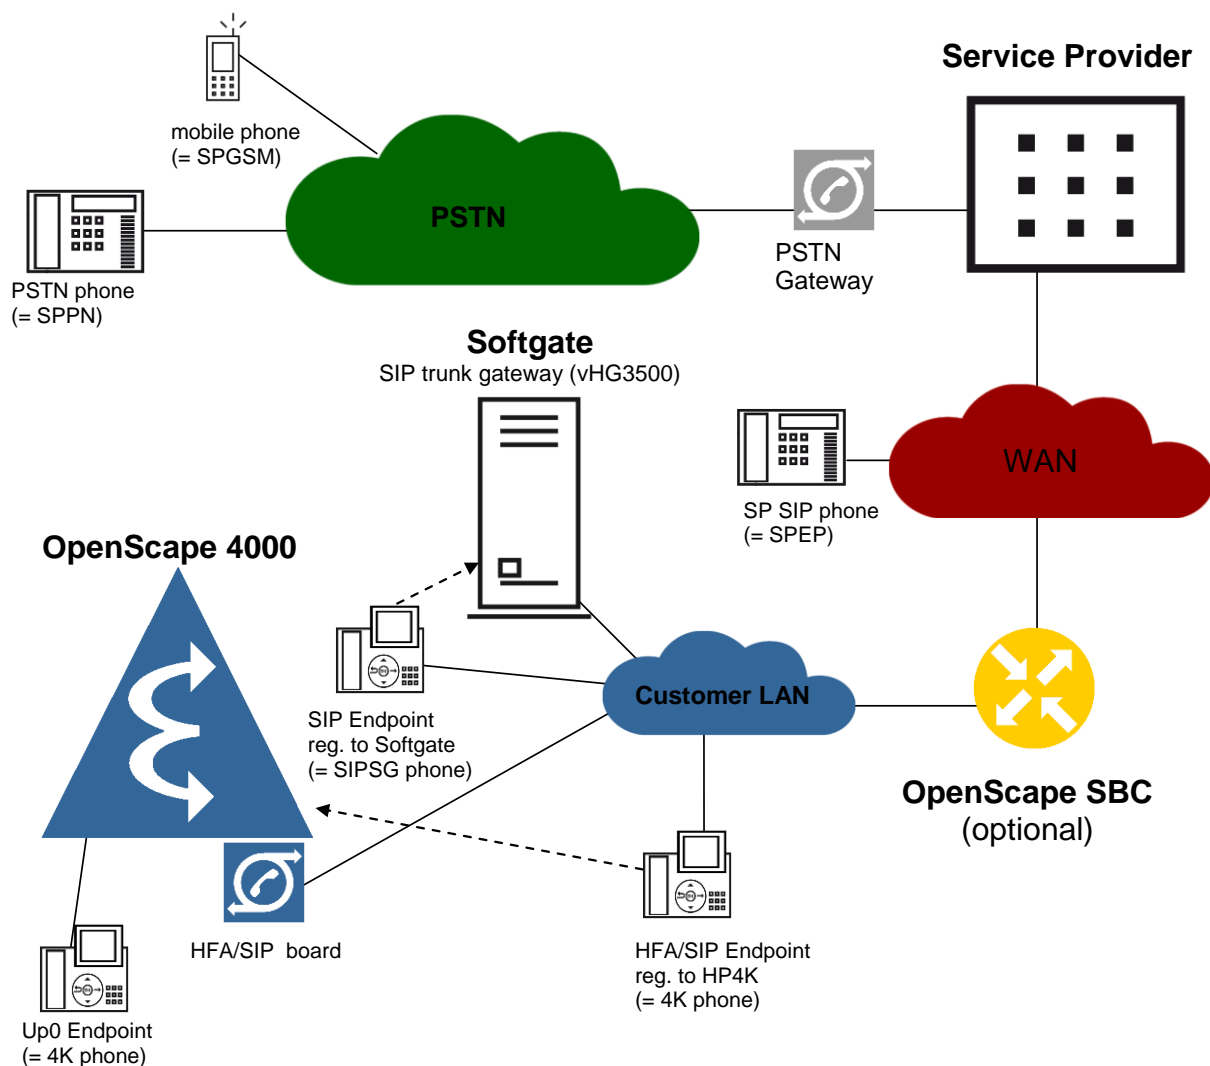 Service Provider
mobile phone
(= SPGSM)
PSTN
PSTN
Gateway
PSTN phone
(= SPPN)
Softgate
SIP trunk gateway (vHG3500)
WAN
SP SIP phone
(= SPEP)
OpenScape 4000
Customer LAN
SIP Endpoint
reg. to Softgate
(= SIPSG phone)
OpenScape SBC
(optional)
HFA/SIP  board
HFA/SIP Endpoint
reg. to HP4K
(= 4K phone)
Up0 Endpoint
(= 4K phone)